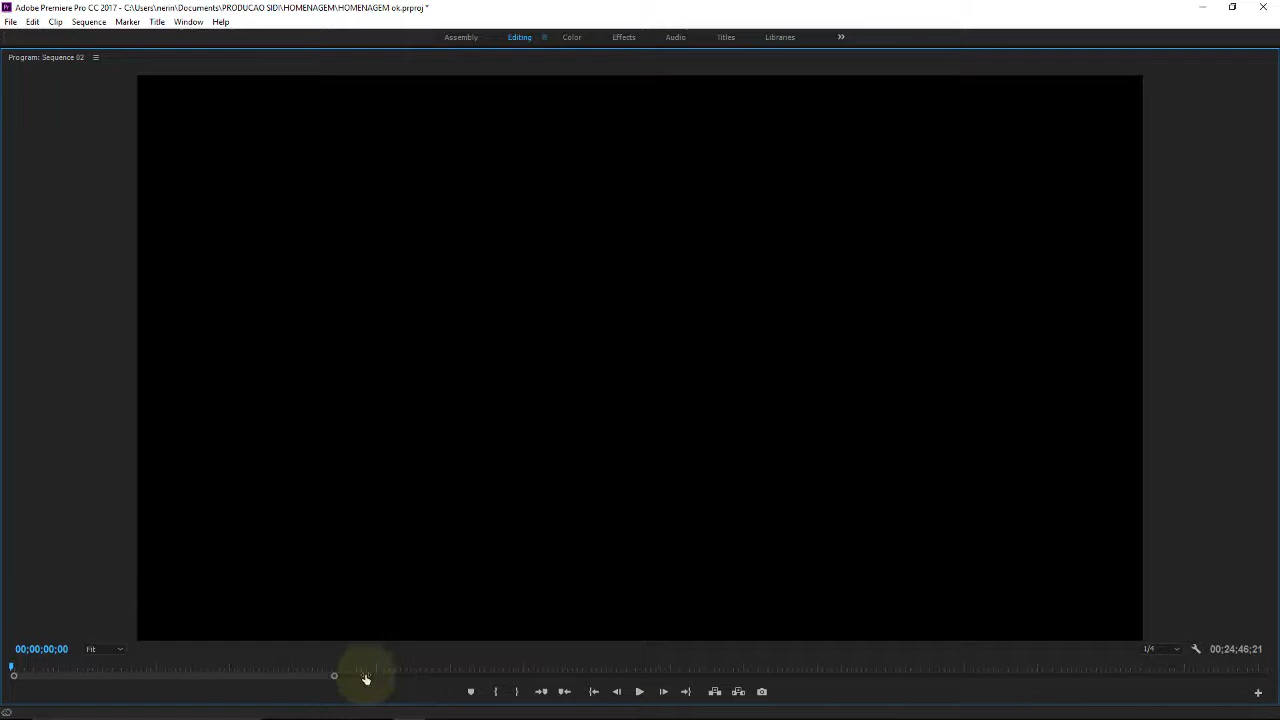 Adobe Premiere Pro CC 2017 - C:\Users\nerin\Documents\PRODUCAO SIDI\HOMENAGEM\HOMENAGEM ok.prproj *
File Edit Clip Sequence Marker Title Window Help
Assembly Editing Color Effects Audio Titles Libraries
Program: Sequence 02
00;00;00;00 Fit 1/4 00;24;46;21